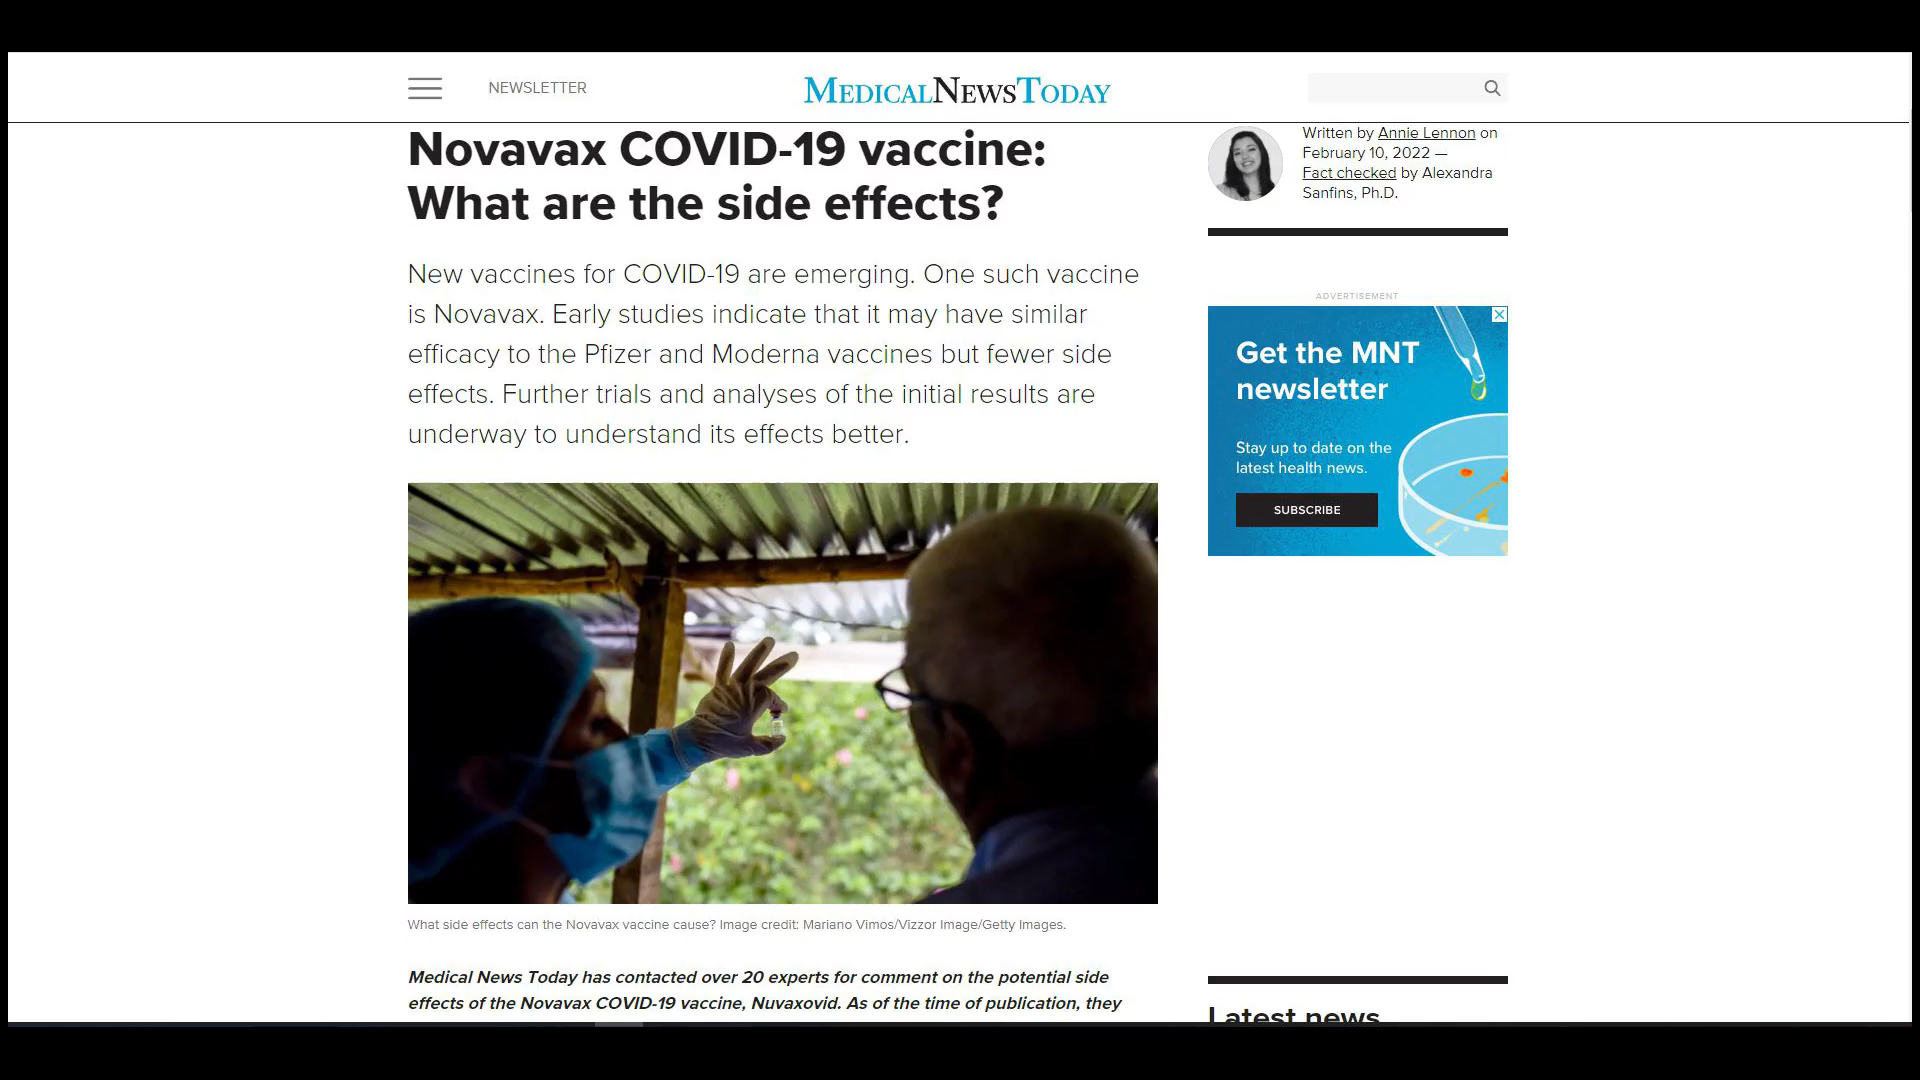 NEWSLETTER
MEDICALNEWSTODAY
Novavax COVID-19 vaccine:
What are the side effects?
New vaccines for COVID-19 are emerging. One such vaccine
is Novavax. Early studies indicate that it may have similar
efficacy to the Pfizer and Moderna vaccines but fewer side
effects. Further trials and analyses of the initial results are
underway to understand its effects better.
What side effects can the Novavax vaccine cause? Image credit: Mariano Vimos/Vizzor Image/Getty Images.
Medical News Today has contacted over 20 experts for comment on the potential side
effects of the Novavax COVID-19 vaccine, Nuvaxovid. As of the time of publication, they
Written by Annie Lennon on
February 10, 2022 —
Fact checked by Alexandra
Sanfins, Ph.D.
ADVERTISEMENT
Get the MNT
newsletter
Stay up to date on the
latest health news.
SUBSCRIBE
Latest news